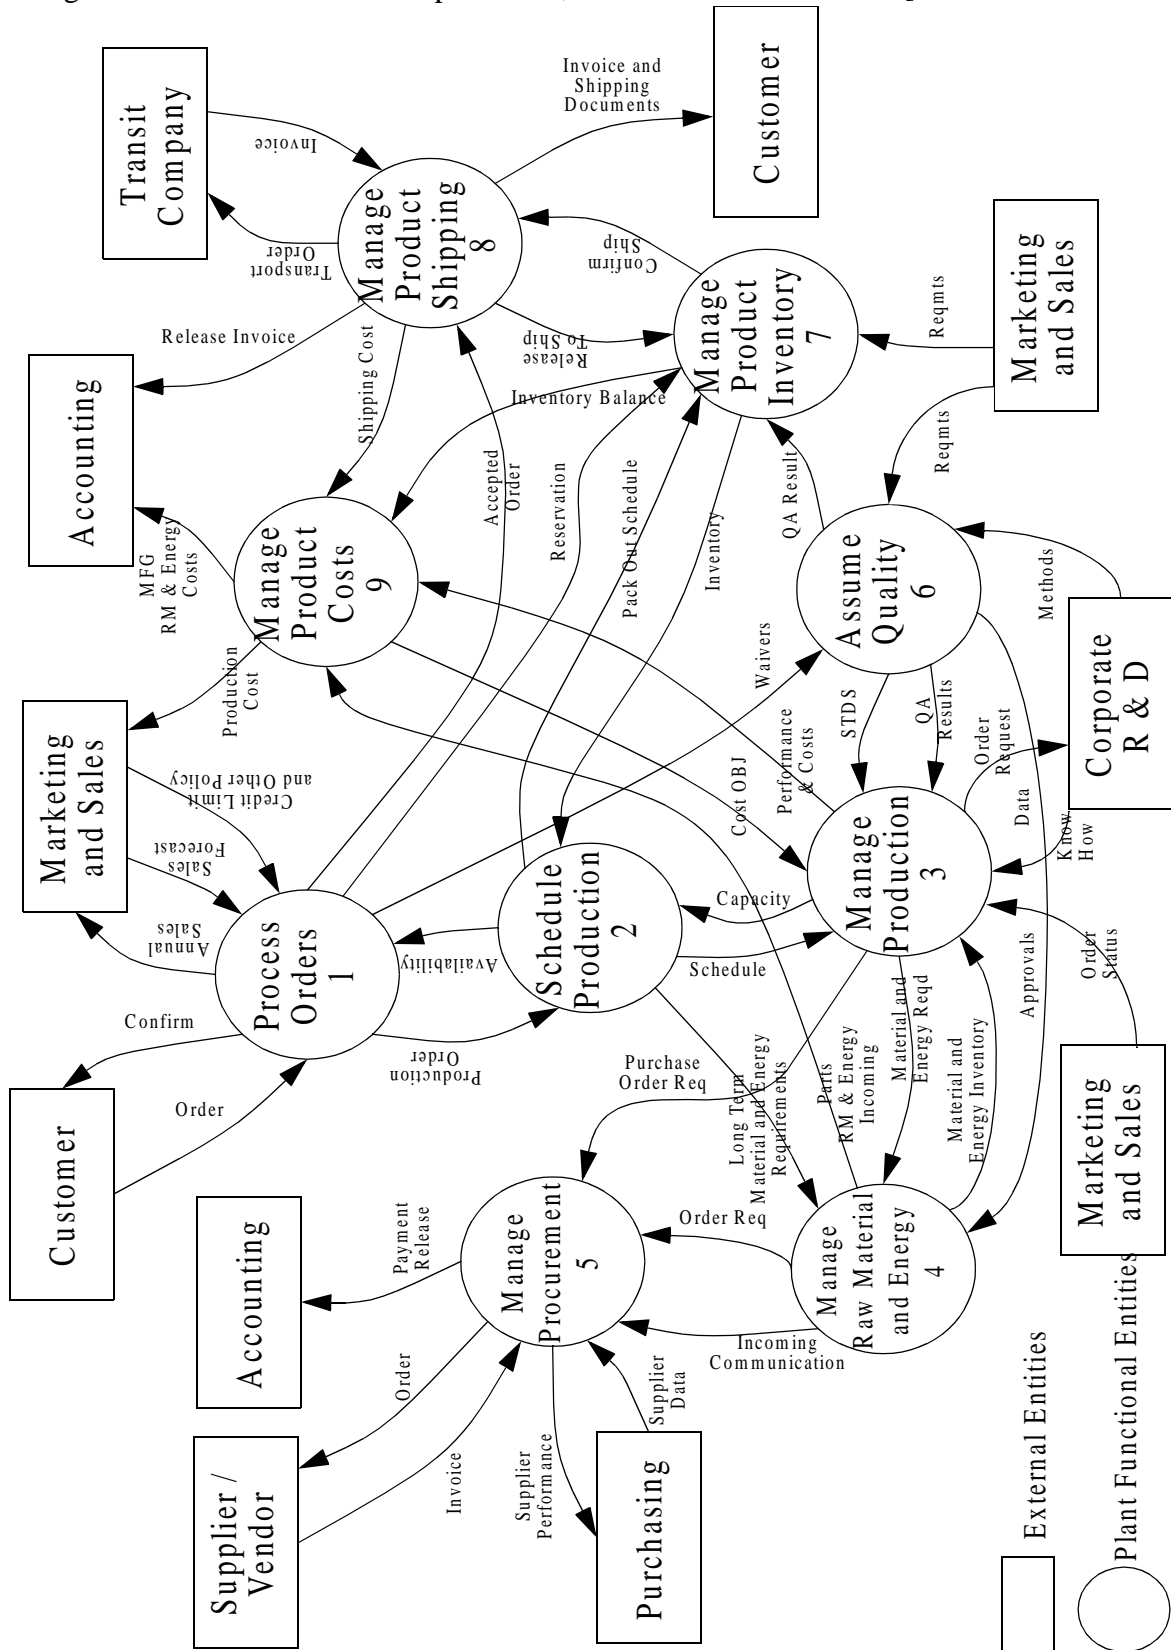 Transit
Company
Invoice
Transport
Order
Invoice and
Shipping
Documents
Customer
Manage
Product
Shipping
8
Release Invoice
Accounting
Shipping Cost
Release
To Ship
Confirm
Ship
Manage
Product
Inventory
7
Reqmts
Marketing
and Sales
Reqmts
Inventory Balance
Accepted
Order
Reservation
Pack Out Schedule
Inventory
QA Result
MFG
RM & Energy
Costs
Manage
Product
Costs
9
Assume
Quality
6
Methods
Corporate
R & D
Production
Cost
Marketing
and Sales
Credit Limit
and Other Policy
Sales
Forecast
Annual
Sales
Waivers
STDS
QA
Results
Order
Request
Data
Know
How
Cost OBJ
Performance
& Costs
Process
Orders
1
Availability
Schedule
Production
2
Capacity
Schedule
Manage
Production
3
Order
Status
Approvals
Confirm
Customer
Order
Production
Order
Purchase
Order Req
Long Term
Material and Energy
Requirements
Parts
RM & Energy
Incoming
Material and
Energy Reqd
Material and
Energy Inventory
Marketing
and Sales
Accounting
Payment
Release
Manage
Procurement
5
Order Req
Manage
Raw Material
and Energy
4
Incoming
Communication
Order
Supplier /
Vendor
Invoice
Supplier
Performance
Supplier
Data
Purchasing
External Entities
Plant Functional Entities